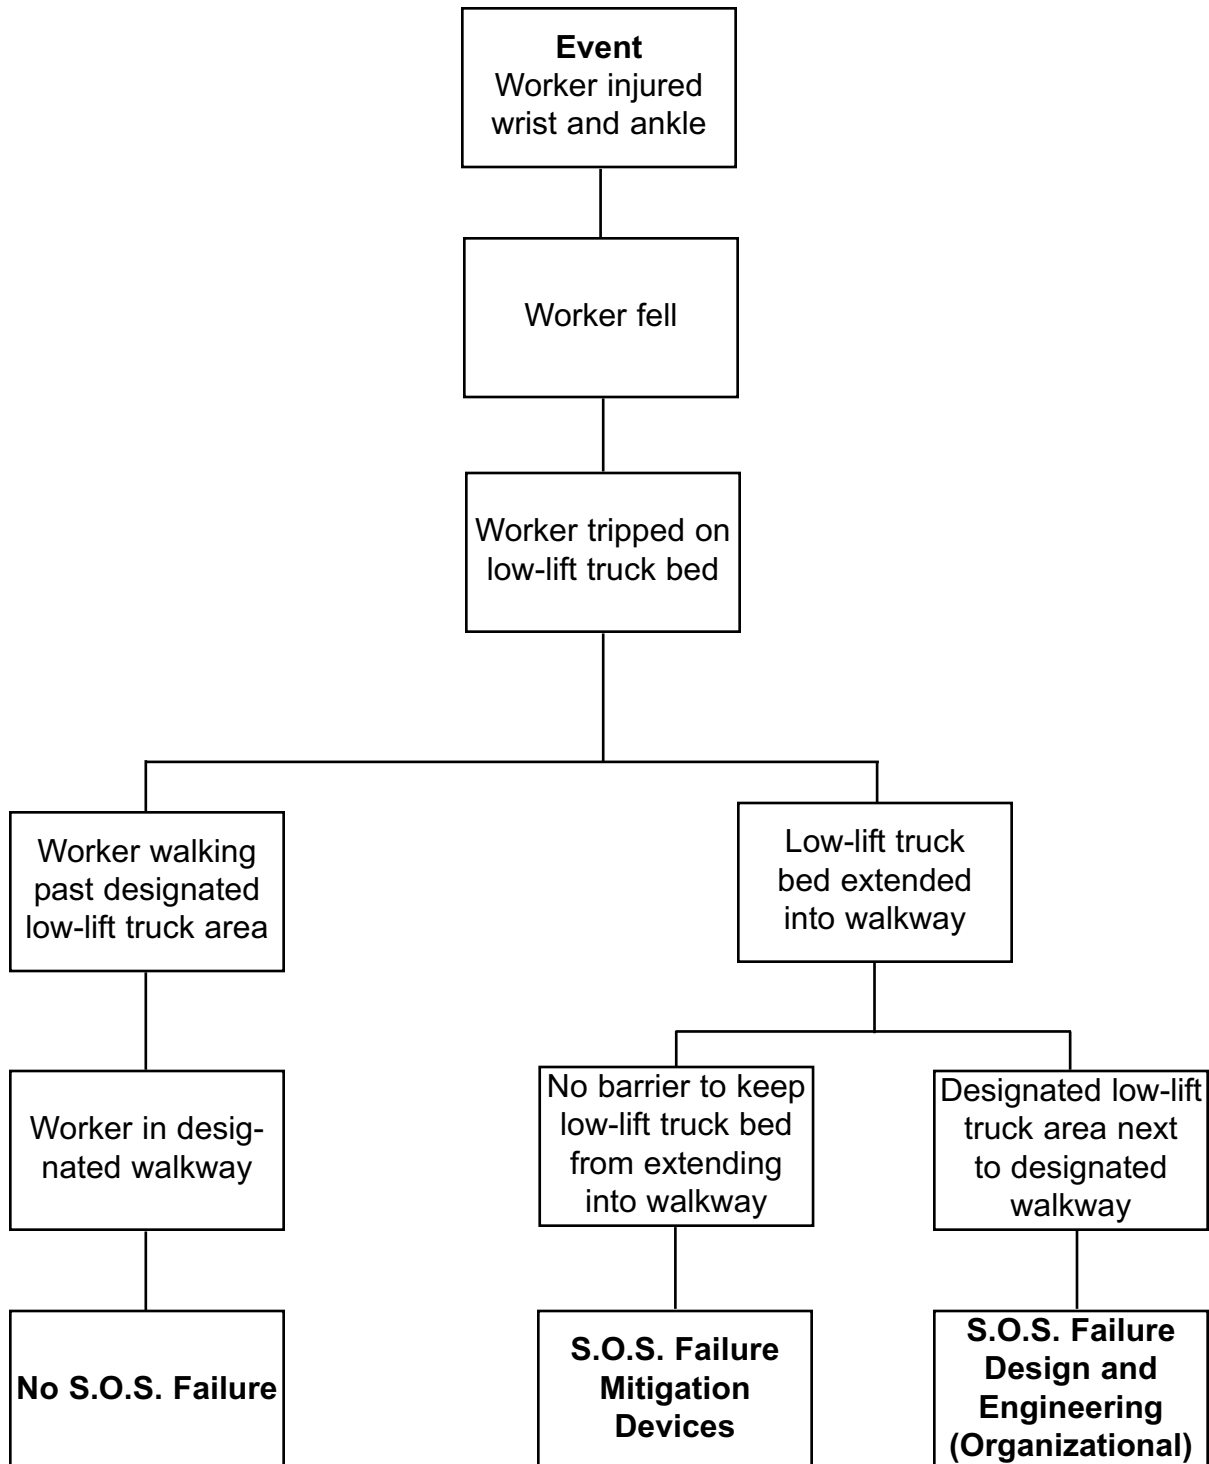 Event
Worker injured
wrist and ankle
Worker fell
Worker tripped on
low-lift truck bed
Worker walking
past designated
low-lift truck area
Low-lift truck
bed extended
into walkway
Worker in desig-
nated walkway
No barrier to keep
low-lift truck bed
from extending
into walkway
Designated low-lift
truck area next
to designated
walkway
No S.O.S. Failure
S.O.S. Failure
Mitigation
Devices
S.O.S. Failure
Design and
Engineering
(Organizational)